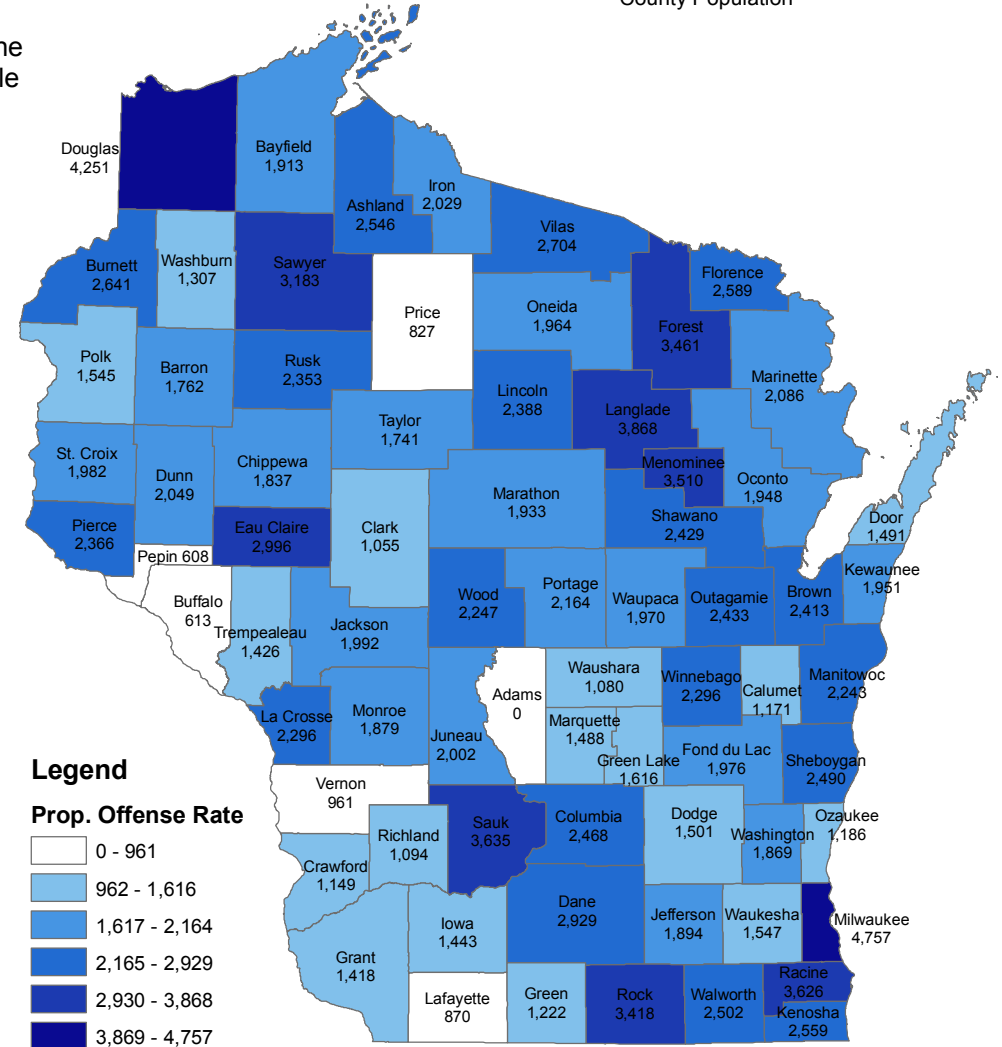 County Population
Douglas
4,251
Bayfield
1,913
Ashland
2,546
Iron
2,029
Vilas
2,704
Burnett
2,641
Washburn
1,307
Sawyer
3,183
Price
827
Oneida
1,964
Forest
3,461
Florence
2,589
Polk
1,545
Barron
1,762
Rusk
2,353
Lincoln
2,388
Langlade
3,868
Marinette
2,086
Taylor
1,741
St. Croix
1,982
Dunn
2,049
Chippewa
1,837
Marathon
1,933
Menominee
3,510
Oconto
1,948
Pierce
2,366
Eau Claire
2,996
Clark
1,055
Shawano
2,429
Door
1,491
Pepin 608
Buffalo
613
Trempealeau
1,426
Jackson
1,992
Wood
2,247
Portage
2,164
Waupaca
1,970
Outagamie
2,433
Brown
2,413
Kewaunee
1,951
La Crosse
2,296
Monroe
1,879
Juneau
2,002
Adams
0
Waushara
1,080
Winnebago
2,296
Calumet
1,171
Manitowoc
2,243
Marquette
1,488
Green Lake
1,616
Fond du Lac
1,976
Sheboygan
2,490
Vernon
961
Richland
1,094
Sauk
3,635
Columbia
2,468
Dodge
1,501
Washington
1,869
Ozaukee
1,186
Crawford
1,149
Grant
1,418
Iowa
1,443
Dane
2,929
Jefferson
1,894
Waukesha
1,547
Milwaukee
4,757
Lafayette
870
Green
1,222
Rock
3,418
Walworth
2,502
Racine
3,626
Kenosha
2,559
Legend
Prop. Offense Rate
0 - 961
962 - 1,616
1,617 - 2,164
2,165 - 2,929
2,930 - 3,868
3,869 - 4,757